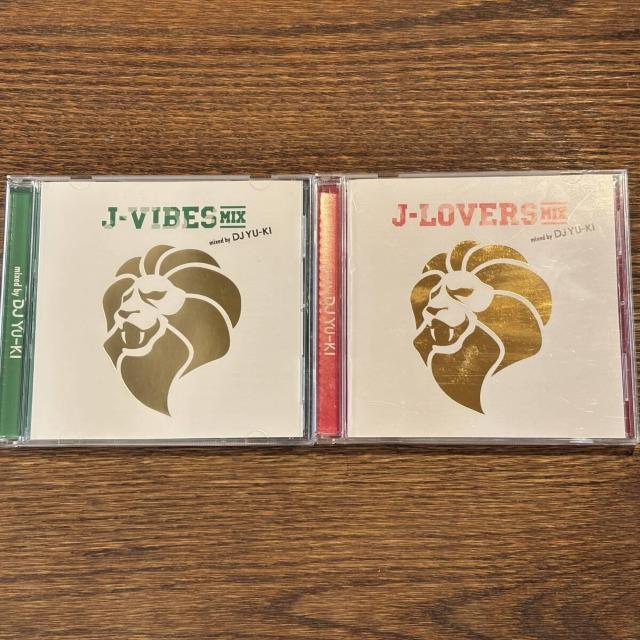 J-VIBES MIX
mixed by DJ YU-KI
mixed by DJ YU-KI
J-LOVERS MIX
mixed by DJ YU-KI
DJ YU-KI